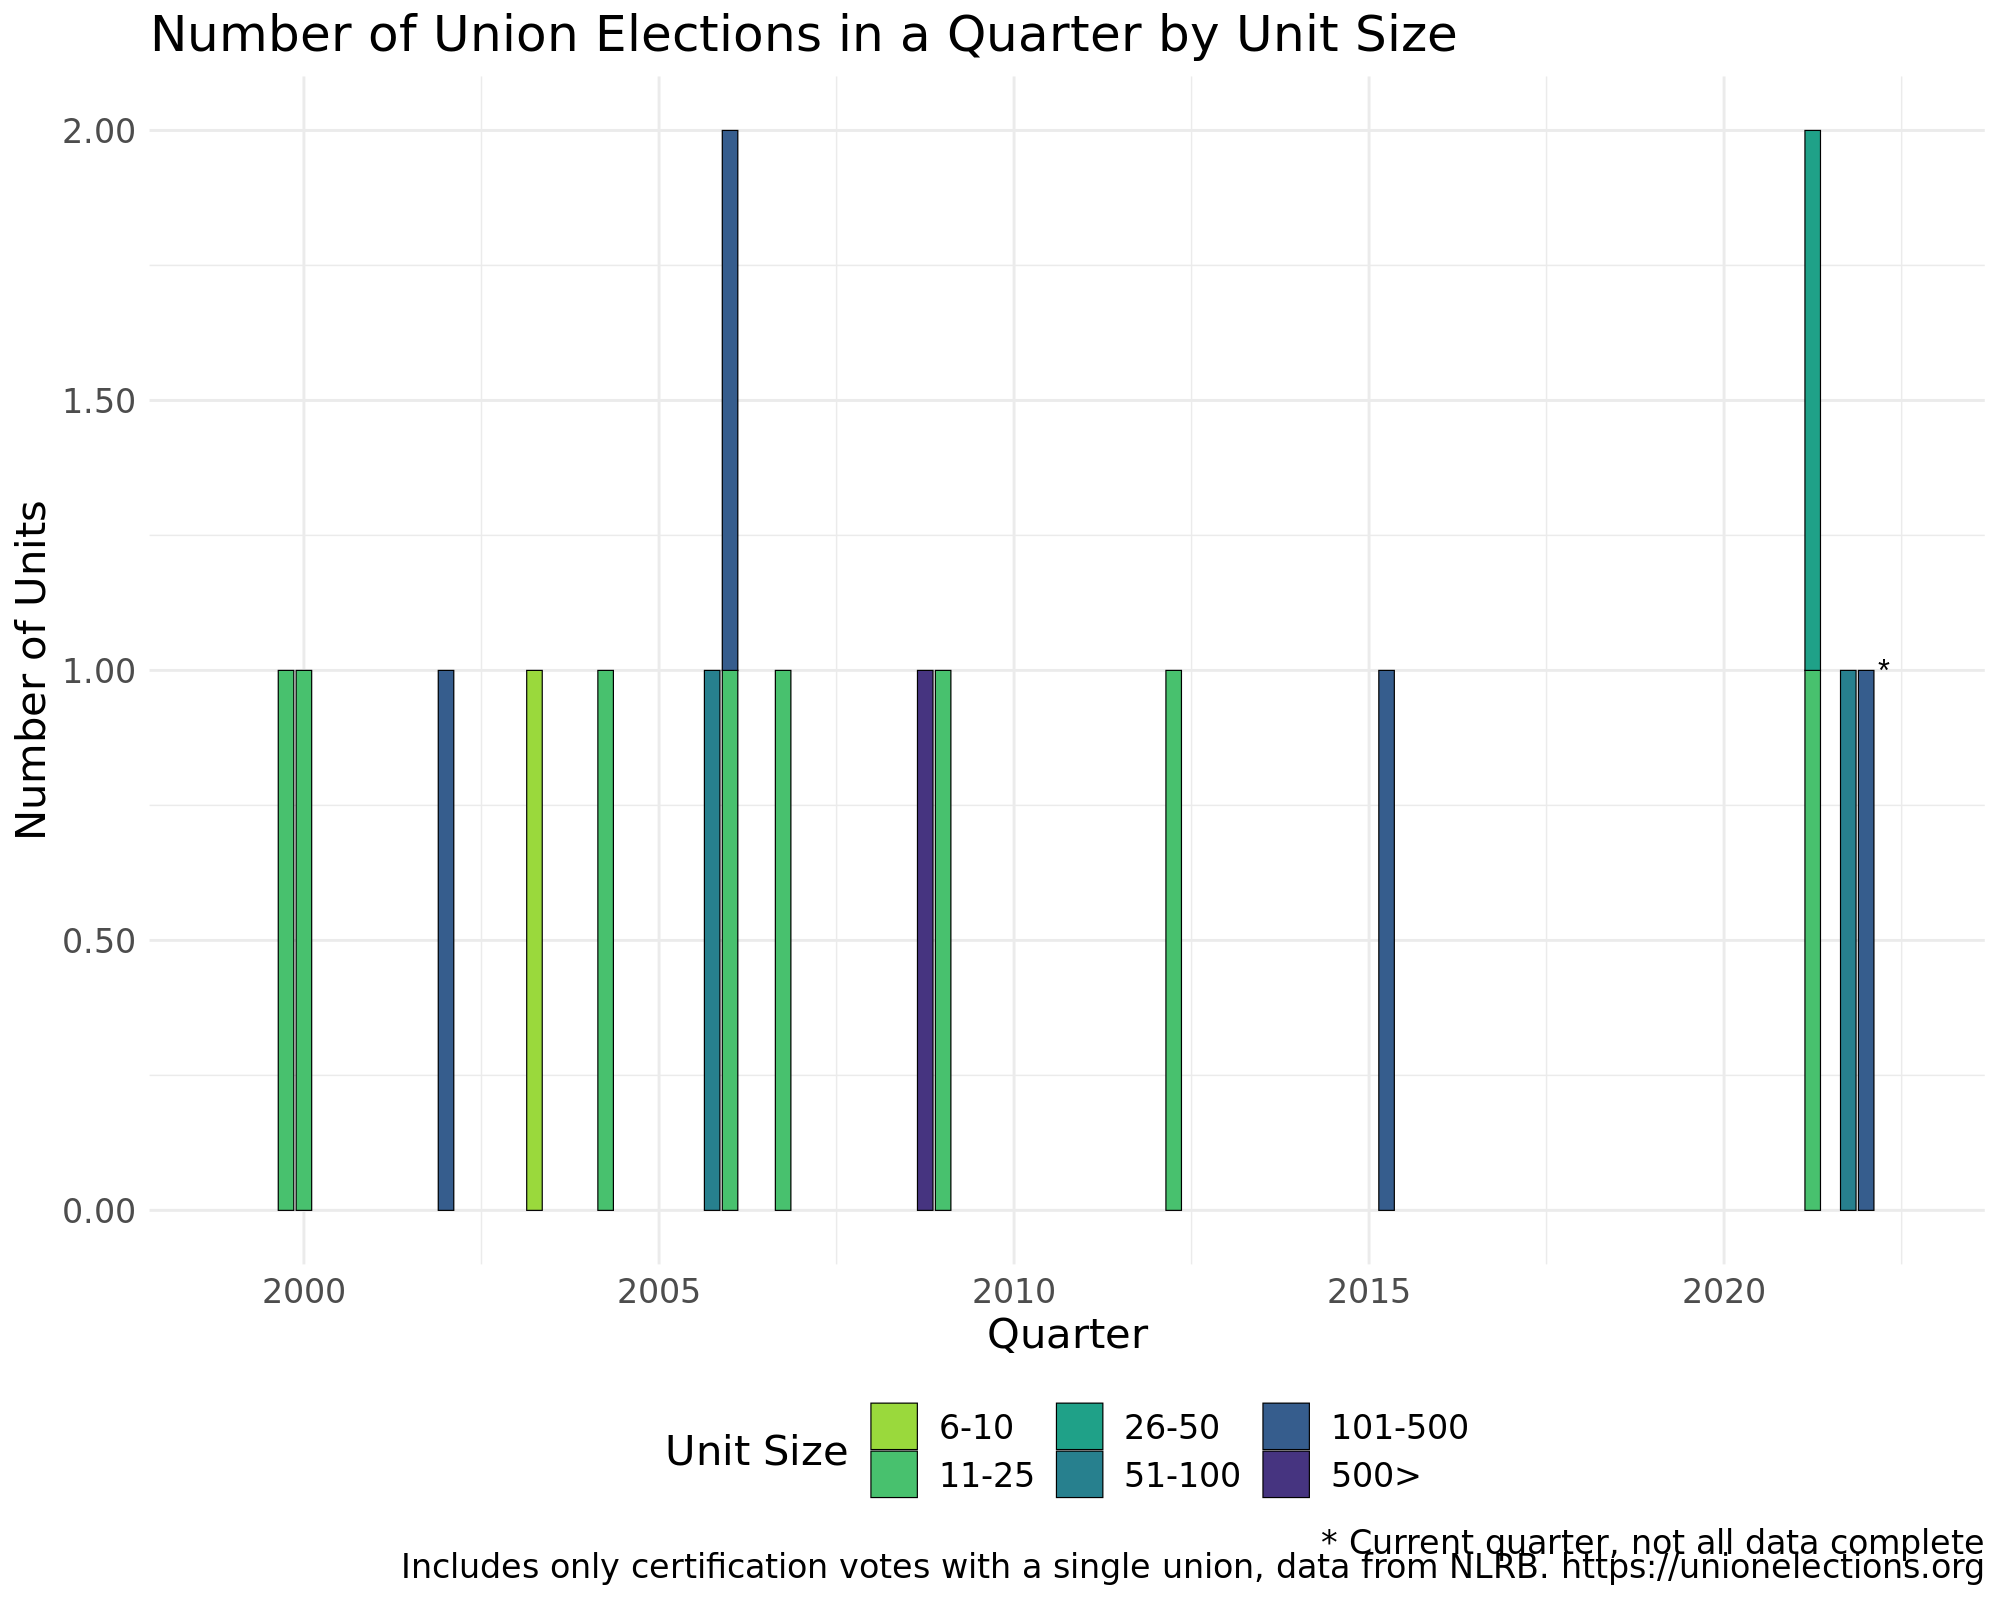 Number of Union Elections in a Quarter by Unit Size
Number of Units
2.00
1.50
1.00
*
0.50
0.00
2000 2005 2010 2015 2020
Quarter
Unit Size
6-10 26-50 101-500
11-25 51-100 500>
* Current quarter, not all data complete
Includes only certification votes with a single union, data from NLRB. https://unionelections.org